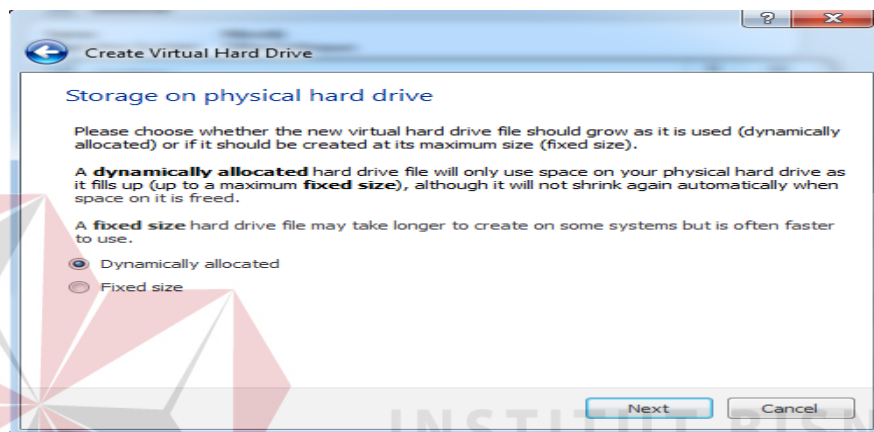 Create Virtual Hard Drive
Storage on physical hard drive
Please choose whether the new virtual hard drive file should grow as it is used (dynamically
allocated) or if it should be created at its maximum size (fixed size).
A dynamically allocated hard drive file will only use space on your physical hard drive as
it fills up (up to a maximum fixed size), although it will not shrink again automatically when
space on it is freed.
A fixed size hard drive file may take longer to create on some systems but is often faster
to use.
Dynamically allocated
Fixed size
Next Cancel
INSTITUT BISN